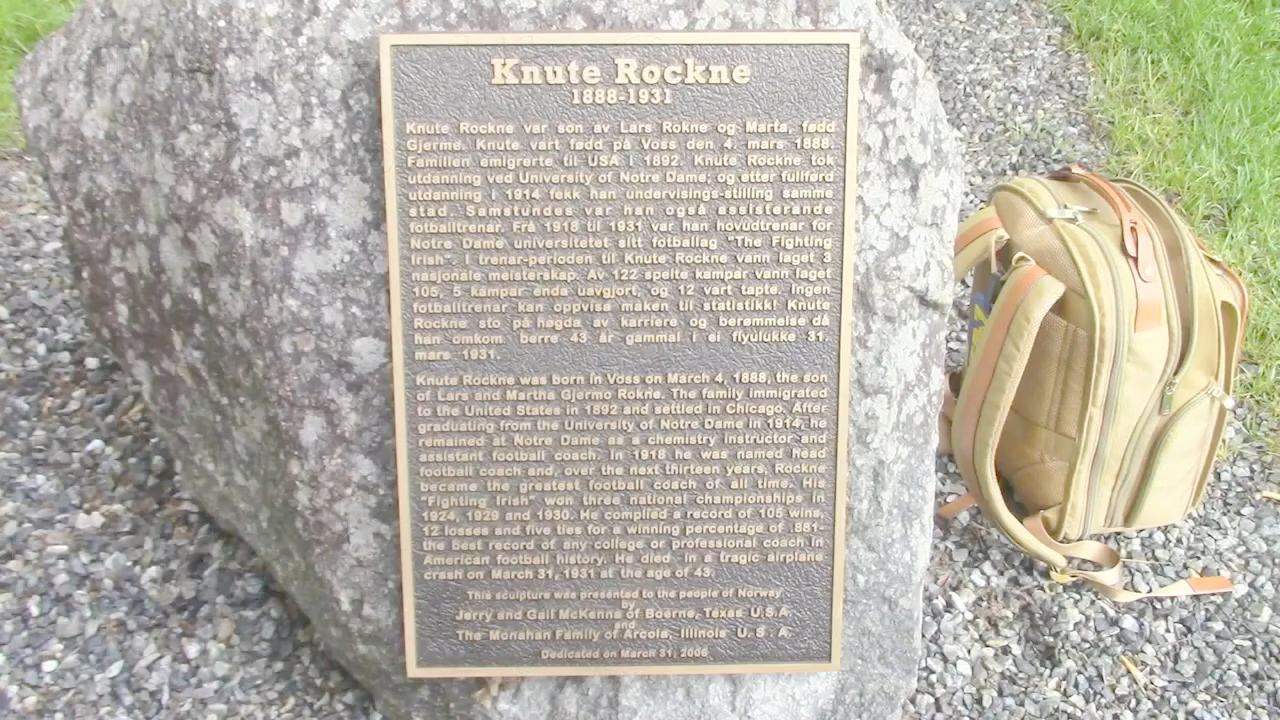 Knute Rockne
1888-1931
Knute Rockne var son av Lars Rokne og Marta, fødd
Gjerme. Knute vart fødd på Voss den 4. mars 1888.
Familien emigrerte til USA i 1892. Knute Rockne tok
utdanning ved University of Notre Dame; og etter fullførd
utdanning i 1914 fekk han undervisings-stilling samme
stad. Samstundes var han også assisterande
fotballtrenar. Frå 1918 til 1931 var han hovudtrenar for
Notre Dame universitetet sitt fotballag "The Fighting
Irish". I trenar-perioden til Knute Rockne vann laget 3
nasjonale meisterskap. Av 122 spelte kampar vann laget
105, 5 kampar enda uavgjort, og 12 vart tapte. Ingen
fotballtrenar kan oppvisa maken til statistikk! Knute
Rockne sto på høgda av karriere og berømmelse då
han omkom berre 43 år gammal i ei flyulukke 31.
mars 1931.
Knute Rockne was born in Voss on March 4, 1888, the son
of Lars and Martha Gjermo Rokne. The family immigrated
to the United States in 1892 and settled in Chicago. After
graduating from the University of Notre Dame in 1914, he
remained at Notre Dame as a chemistry instructor and
assistant football coach. In 1918 he was named head
football coach and, over the next thirteen years, Rockne
became the greatest football coach of all time. His
"Fighting Irish" won three national championships in
1924, 1929 and 1930. He complied a record of 105 wins,
12 losses and five ties for a winning percentage of .881-
the best record of any college or professional coach in
American football history. He died in a tragic airplane
crash on March 31, 1931 at the age of 43.
This sculpture was presented to the people of Norway
by
Jerry and Gail McKenna of Boerne, Texas U.S.A.
and
The Monahan Family of Arcola, Illinois U. S. A.
Dedicated on March 31, 2006